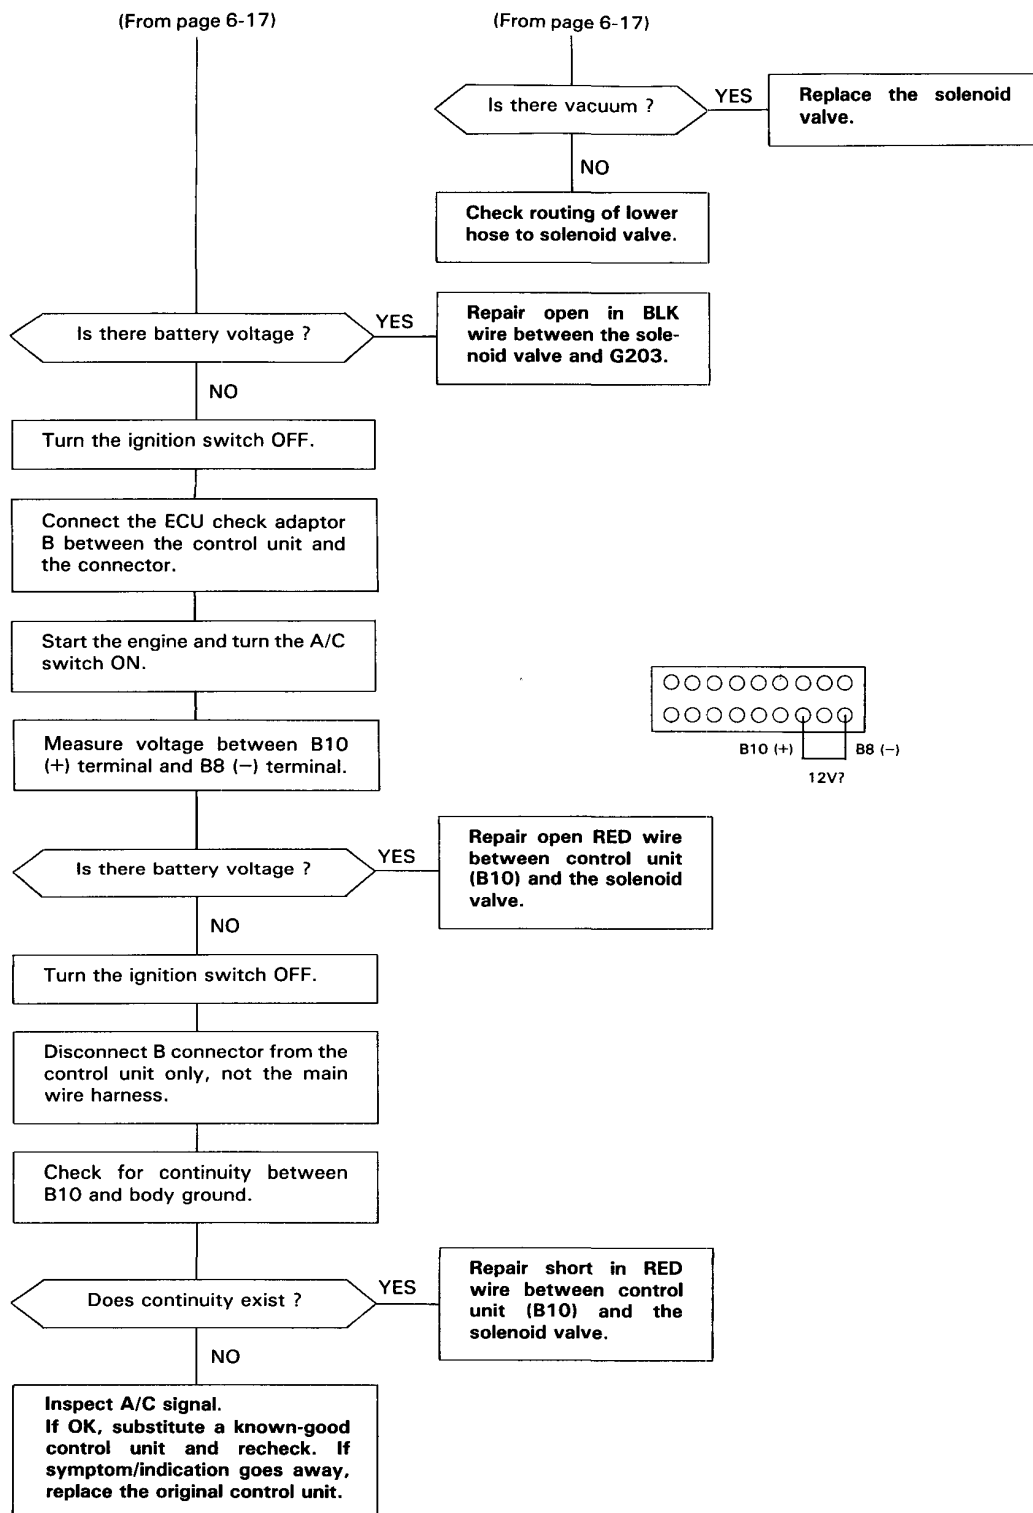 (From page 6-17)
(From page 6-17)
Is there vacuum ?
YES
Replace the solenoid
valve.
NO
Check routing of lower
hose to solenoid valve.
Is there battery voltage ?
YES
Repair open in BLK
wire between the sole-
noid valve and G203.
NO
Turn the ignition switch OFF.
Connect the ECU check adaptor
B between the control unit and
the connector.
Start the engine and turn the A/C
switch ON.
Measure voltage between B10
(+) terminal and B8 (−) terminal.
B10 (+)
B8 (−)
12V?
Is there battery voltage ?
YES
Repair open RED wire
between control unit
(B10) and the solenoid
valve.
NO
Turn the ignition switch OFF.
Disconnect B connector from the
control unit only, not the main
wire harness.
Check for continuity between
B10 and body ground.
Does continuity exist ?
YES
Repair short in RED
wire between control
unit (B10) and the
solenoid valve.
NO
Inspect A/C signal.
If OK, substitute a known-good
control unit and recheck. If
symptom/indication goes away,
replace the original control unit.